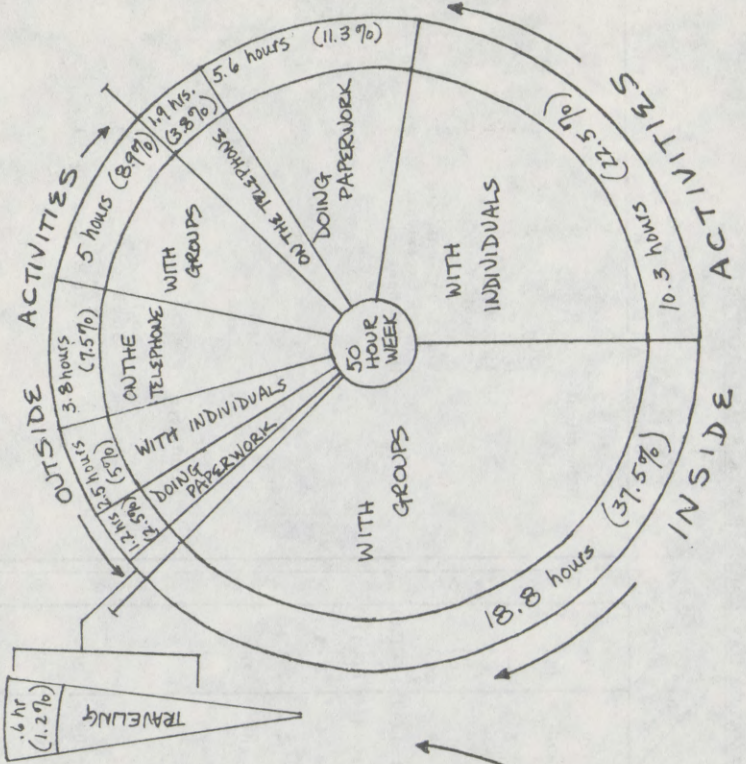 OUTSIDE ACTIVITIES
1.2 hrs
(2.5%)
DOING
PAPERWORK
2.5 hours
(5%)
WITH INDIVIDUALS
3.8 hours
(7.5%)
ON THE
TELEPHONE
5 hours (8.9%)
WITH
GROUPS
1.9 hrs.
(3.8%)
ON THE TELEPHONE
5.6 hours (11.3%)
DOING
PAPERWORK
10.3 hours (22.5%)
WITH
INDIVIDUALS
50
HOUR
WEEK
WITH
GROUPS
18.8 hours (37.5%)
INSIDE ACTIVITIES
.6 hr
(1.2%)
TRAVELING